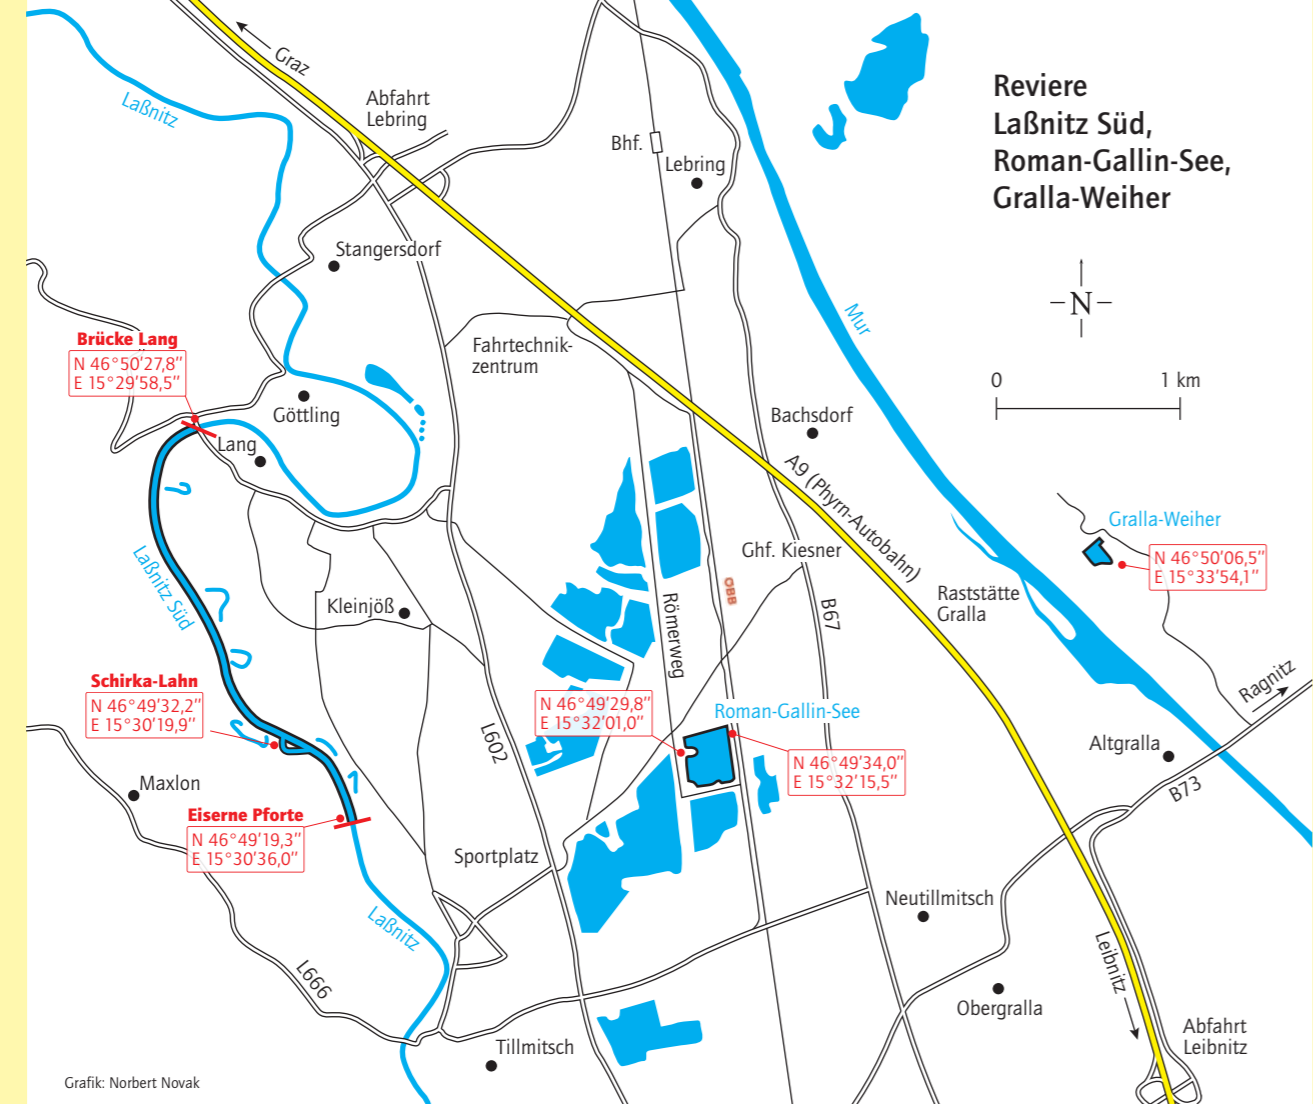 Reviere
Laßnitz Süd,
Roman-Gallin-See,
Gralla-Weiher
Graz
Abfahrt
Lebring
Laßnitz
Bhf.
Lebring
Stangersdorf
N
Mur
0 1 km
Brücke Lang
N 46°50′27,8″
E 15°29′58,5″
Fahrtechnik-
zentrum
Göttling
Lang
Bachsdorf
A9 (Phyrn-Autobahn)
Gralla-Weiher
N 46°50′06,5″
E 15°33′54,1″
Ghf. Kiesner
Laßnitz Süd
Kleinjöß
Römerweg
ÖBB
B67
Raststätte
Gralla
Schirka-Lahn
N 46°49′32,2″
E 15°30′19,9″
N 46°49′29,8″
E 15°32′01,0″
Roman-Gallin-See
N 46°49′34,0″
E 15°32′15,5″
Ragnitz
Altgralla
B73
L602
Maxlon
Eiserne Pforte
N 46°49′19,3″
E 15°30′36,0″
Sportplatz
Neutillmitsch
Laßnitz
L666
Leibnitz
Obergralla
Tillmitsch
Abfahrt
Leibnitz
Grafik: Norbert Novak